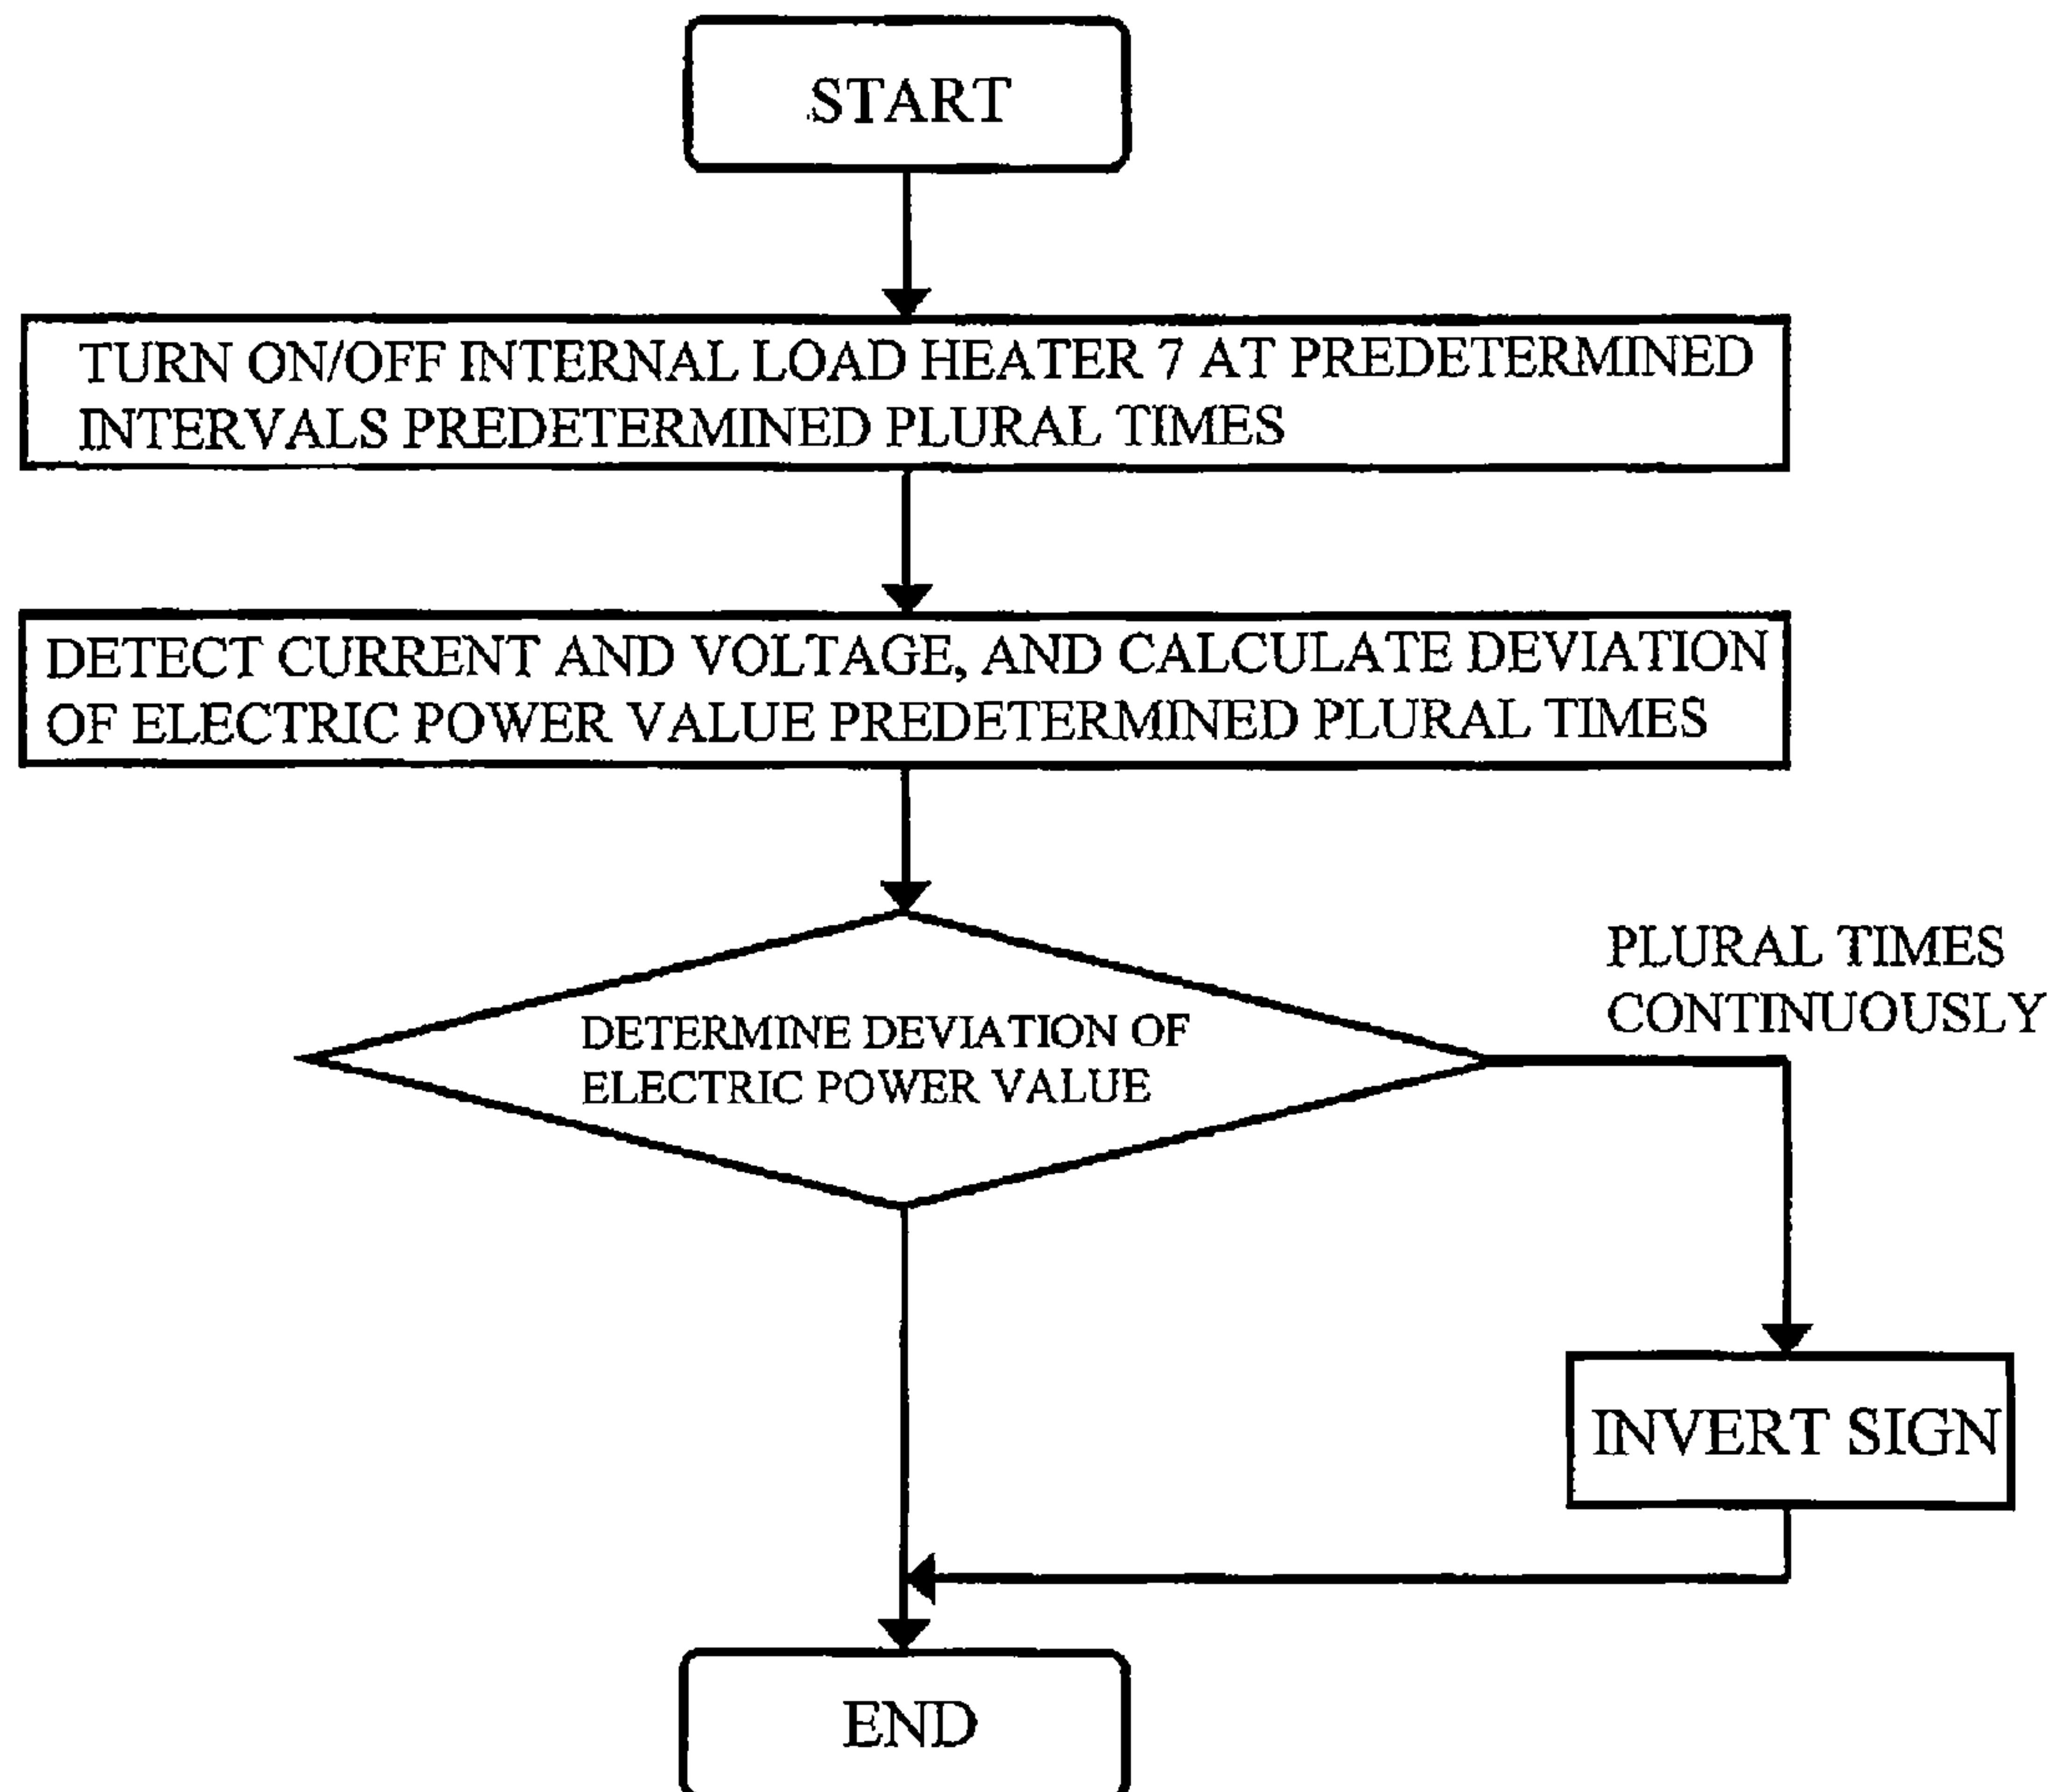 START
TURN ON/OFF INTERNAL LOAD HEATER 7 AT PREDETERMINED
INTERVALS PREDETERMINED PLURAL TIMES
DETECT CURRENT AND VOLTAGE, AND CALCULATE DEVIATION
OF ELECTRIC POWER VALUE PREDETERMINED PLURAL TIMES
DETERMINE DEVIATION OF
ELECTRIC POWER VALUE
PLURAL TIMES
CONTINUOUSLY
INVERT SIGN
END